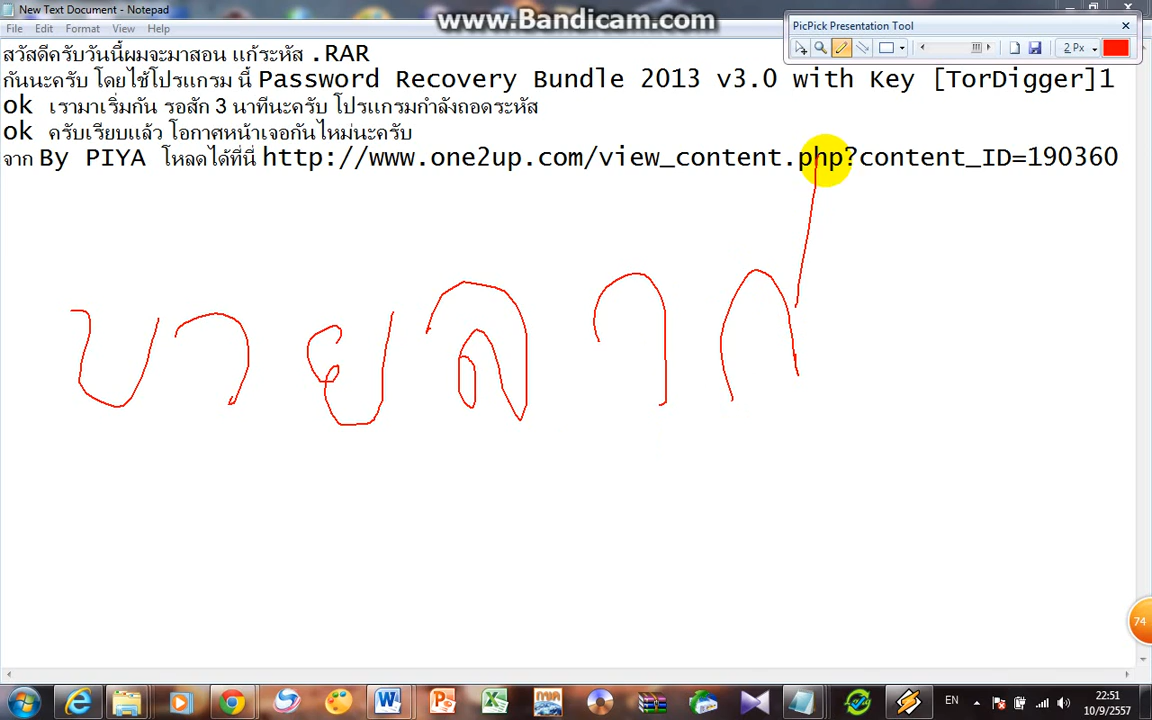 New Text Document - Notepad
www.Bandicam.com
PicPick Presentation Tool
File Edit Format View Help
2 Px
สวัสดีครับวันนี้ผมจะมาสอน แก้ระหัส .RAR
กันนะครับ โดยไช้โปรแกรม นี้ Password Recovery Bundle 2013 v3.0 with Key [TorDigger]1
ok เรามาเริ่มกัน รอสัก 3 นาทีนะครับ โปรแกรมกำลังถอดระหัส
ok ครับเรียบแล้ว โอกาศหน้าเจอกันไหม่นะครับ
จาก By PIYA โหลดได้ที่นี่ http://www.one2up.com/view_content.php?content_ID=190360
74
EN
22:51
10/9/2557